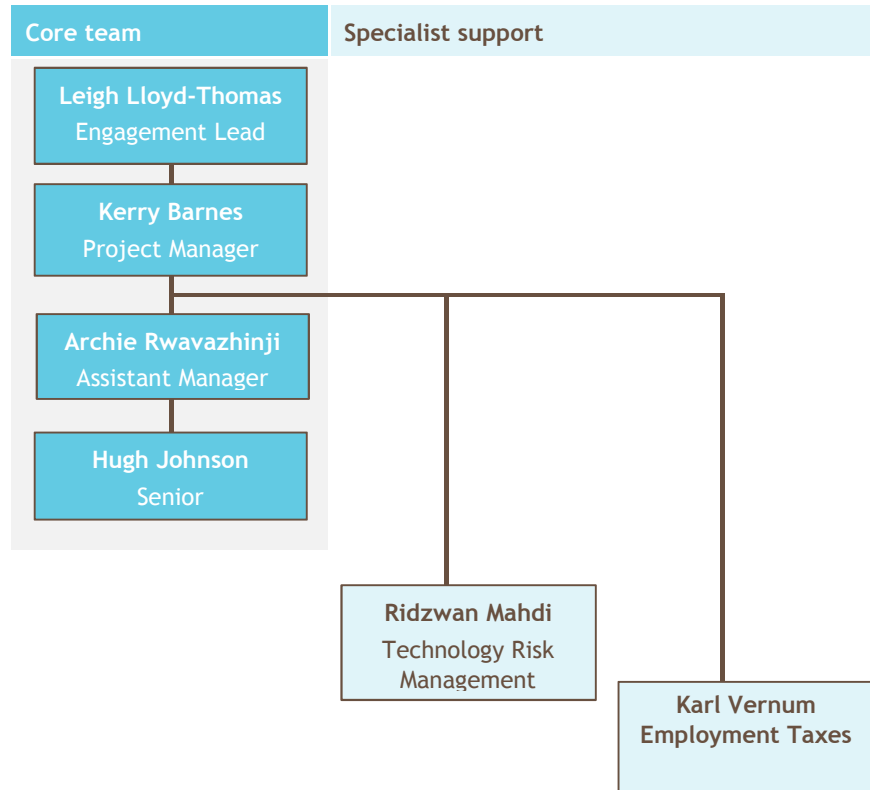 Core team
Specialist support
Leigh Lloyd-Thomas
Engagement Lead
Kerry Barnes
Project Manager
Archie Rwavazhinji
Assistant Manager
Hugh Johnson
Senior
Ridzwan Mahdi
Technology Risk
Management
Karl Vernum
Employment Taxes